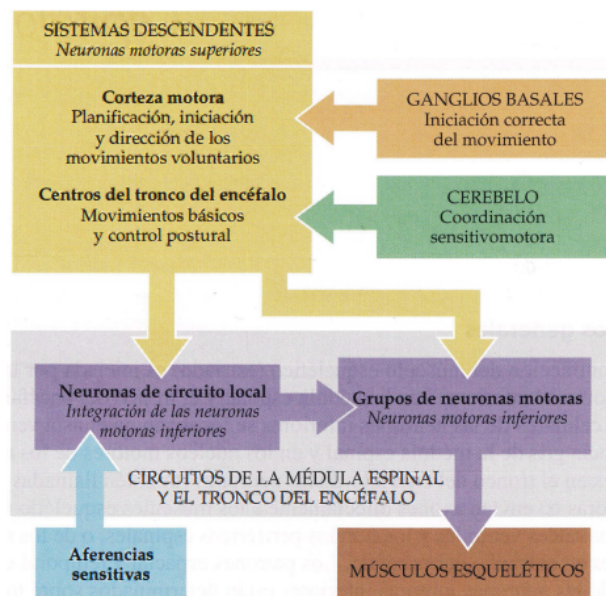 SISTEMAS DESCENDENTES
Neuronas motoras superiores
Corteza motora
Planificación, iniciación
y dirección de los
movimientos voluntarios
Centros del tronco del encéfalo
Movimientos básicos
y control postural
GANGLIOS BASALES
Iniciación correcta
del movimiento
CEREBELO
Coordinación
sensitivomotora
Neuronas de circuito local
Integración de las neuronas
motoras inferiores
Grupos de neuronas motoras
Neuronas motoras inferiores
CIRCUITOS DE LA MÉDULA ESPINAL
Y EL TRONCO DEL ENCÉFALO
Aferencias
sensitivas
MÚSCULOS ESQUELÉTICOS